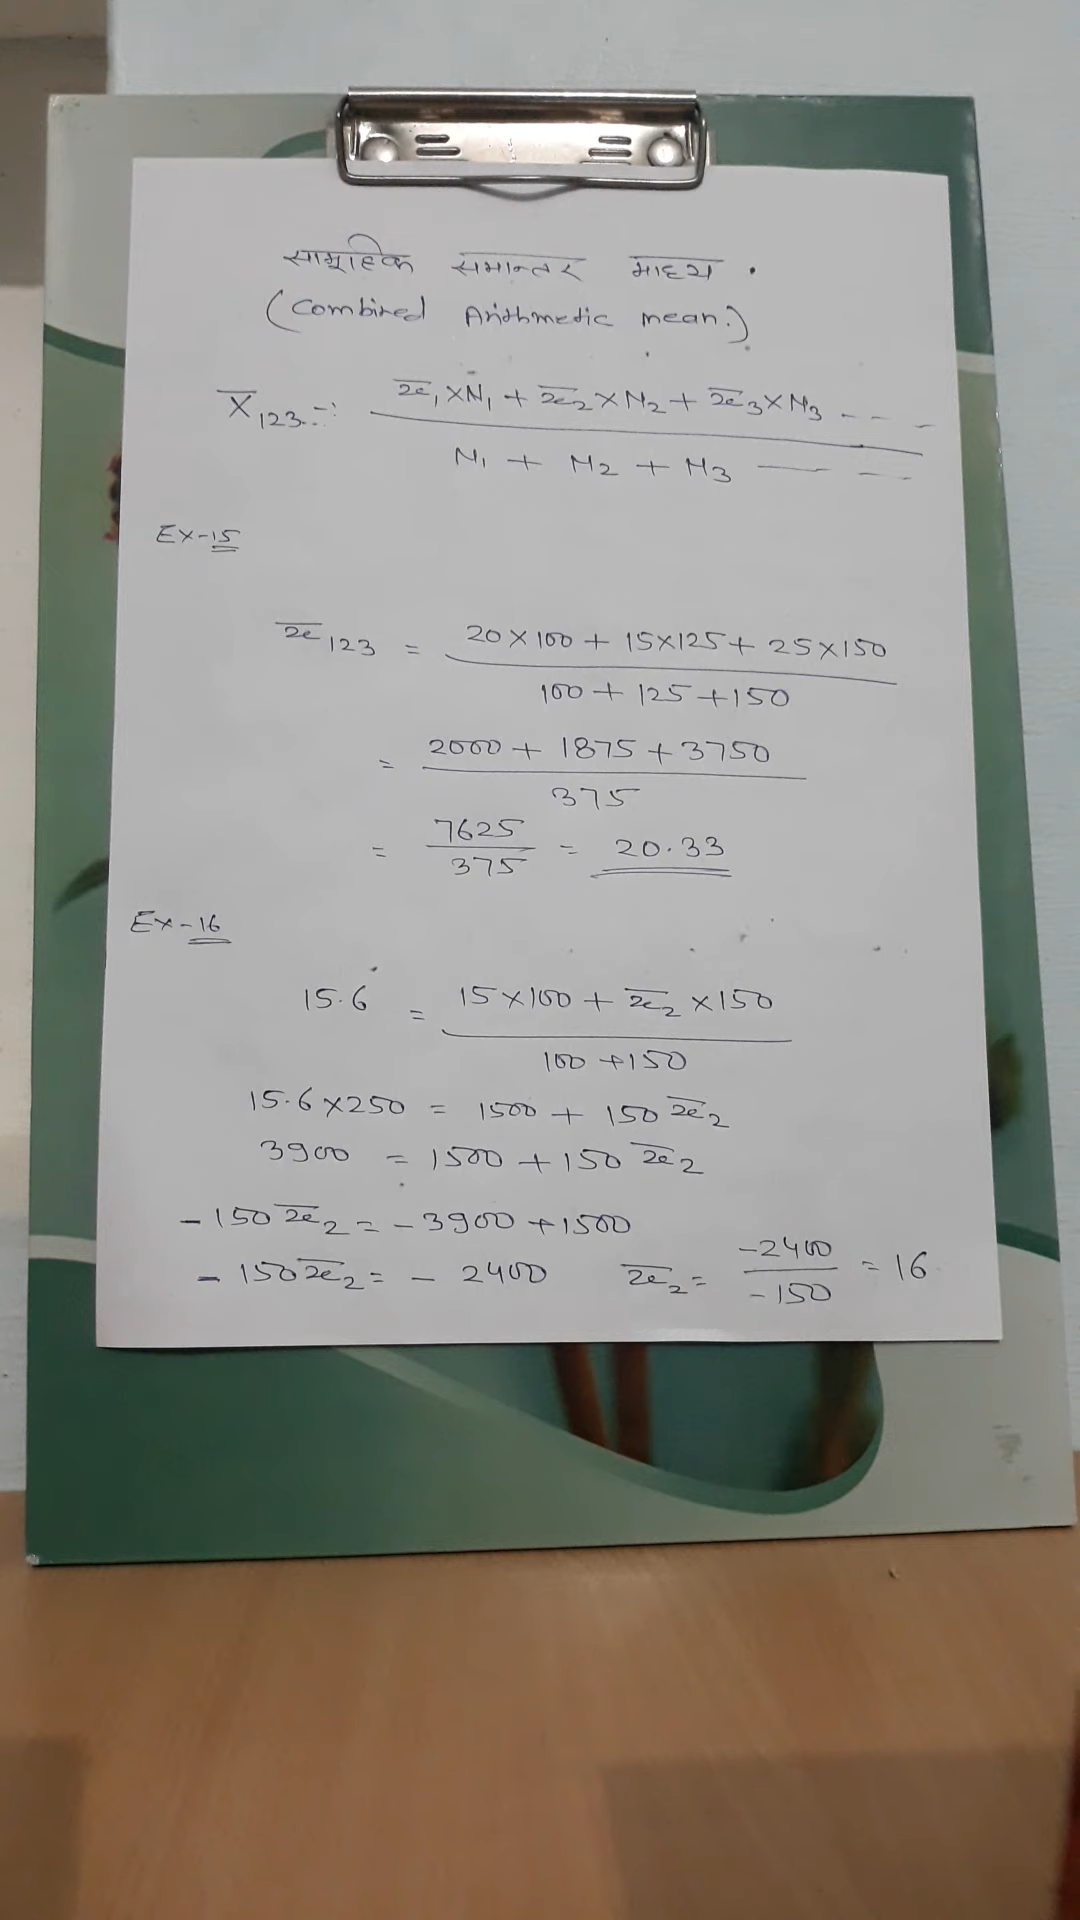 सामूहिक समान्तर माध्य .
(Combined Arithmetic mean.)
X̅₁₂₃ = x̅₁×N₁ + x̅₂×N₂ + x̅₃×N₃ - - - -
N₁ + N₂ + N₃ — — —
Ex-15
x̅₁₂₃ = 20×100 + 15×125 + 25×150
100 + 125 + 150
= 2000 + 1875 + 3750
375
= 7625
375
= 20.33
Ex-16
15.6 = 15×100 + x̅₂ ×150
100 + 150
15.6×250 = 1500 + 150 x̅₂
3900 = 1500 + 150 x̅₂
- 150 x̅₂ = - 3900 + 1500
- 150 x̅₂ = - 2400
x̅₂ = -2400
-150
= 16